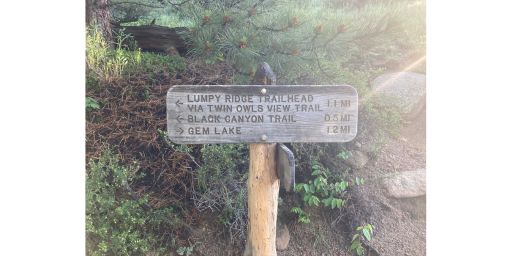 ← LUMPY RIDGE TRAILHEAD
VIA TWIN OWLS VIEW TRAIL 1.1 MI
← BLACK CANYON TRAIL 0.5 MI
→ GEM LAKE 1.2 MI